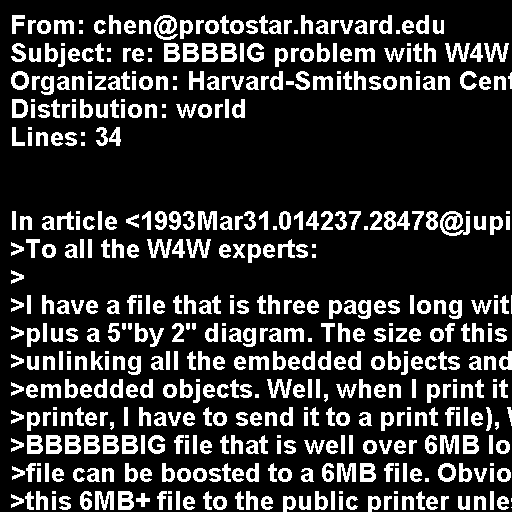 From: chen@protostar.harvard.edu
Subject: re: BBBBIG problem with W4W
Organization: Harvard-Smithsonian Cent
Distribution: world
Lines: 34
In article <1993Mar31.014237.28478@jupi
>To all the W4W experts:
>
>I have a file that is three pages long wit
>plus a 5"by 2" diagram. The size of this
>unlinking all the embedded objects and
>embedded objects. Well, when I print it
>printer, I have to send it to a print file), W
>BBBBBBIG file that is well over 6MB lo
>file can be boosted to a 6MB file. Obvio
>this 6MB+ file to the public printer unle